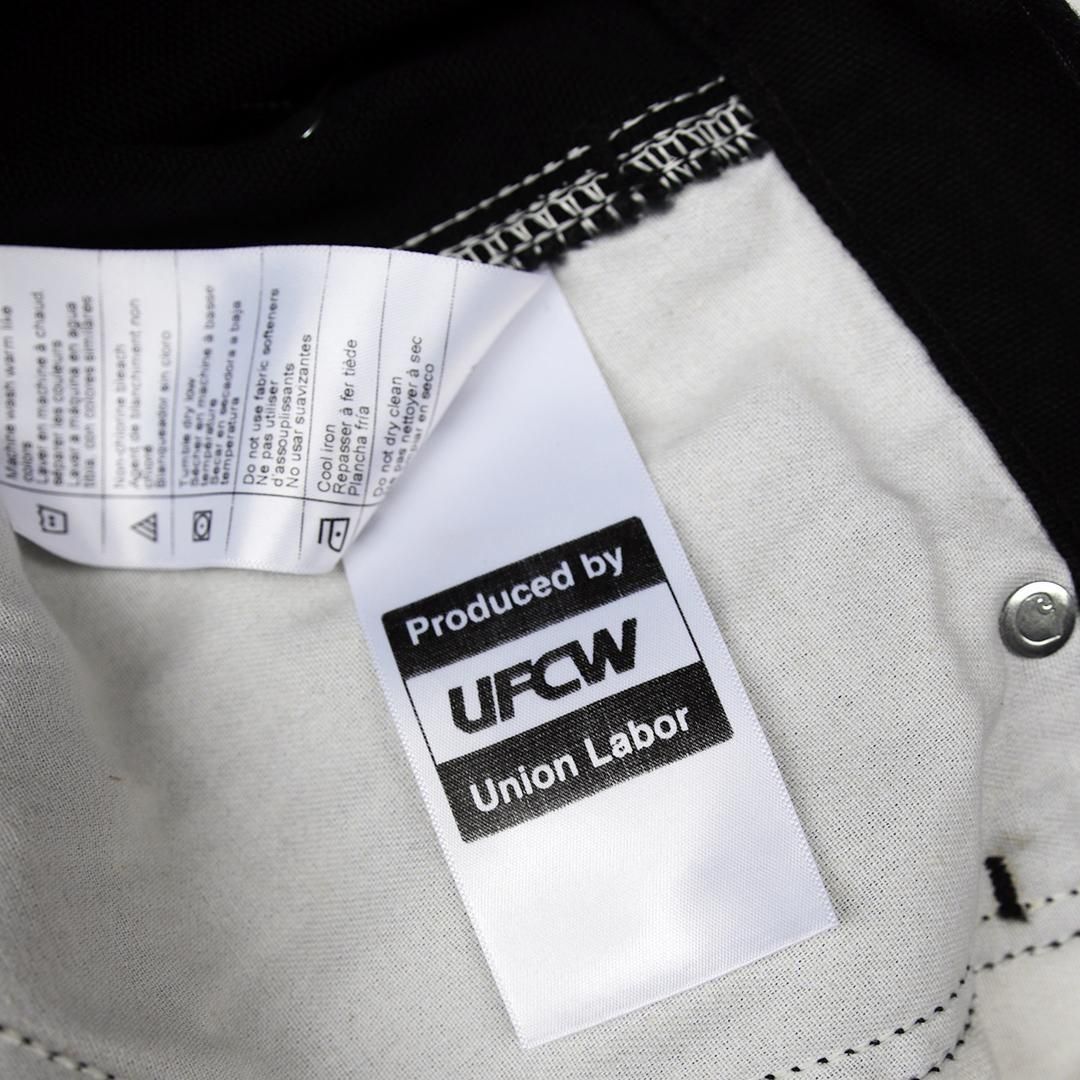 Machine wash warm like
colors
Laver en machine à chaud.
séparer les couleurs
Lavar a máquina en agua
tibia, con colores similares
Non-chlorine bleach
Agent de blanchiment non
chloré
Blanqueador sin cloro
Tumble dry low
Sécher en machine à basse
température
Secar en secadora a baja
temperatura
Do not use fabric softeners
Ne pas utiliser
d'assouplissants
No usar suavizantes
Cool iron
Repasser à fer tiède
Plancha fría
Do not dry clean
pas nettoyer à sec
en seco
Produced by
UFCW
Union Labor